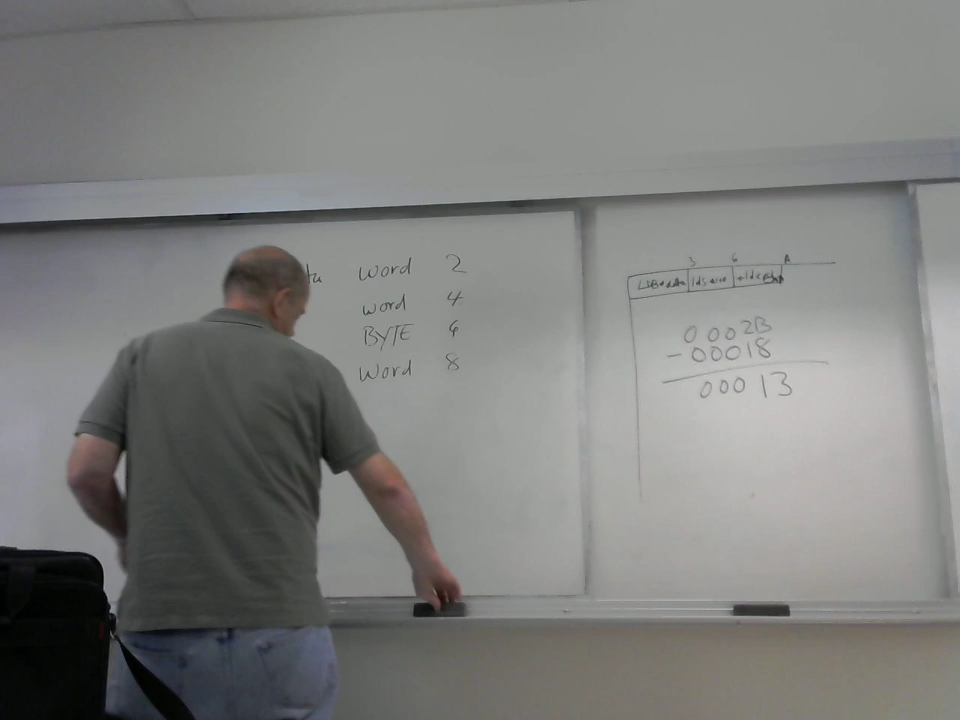 word 2
word 4
BYTE 6
word 8
3 6 A
0002B
-00018
00013